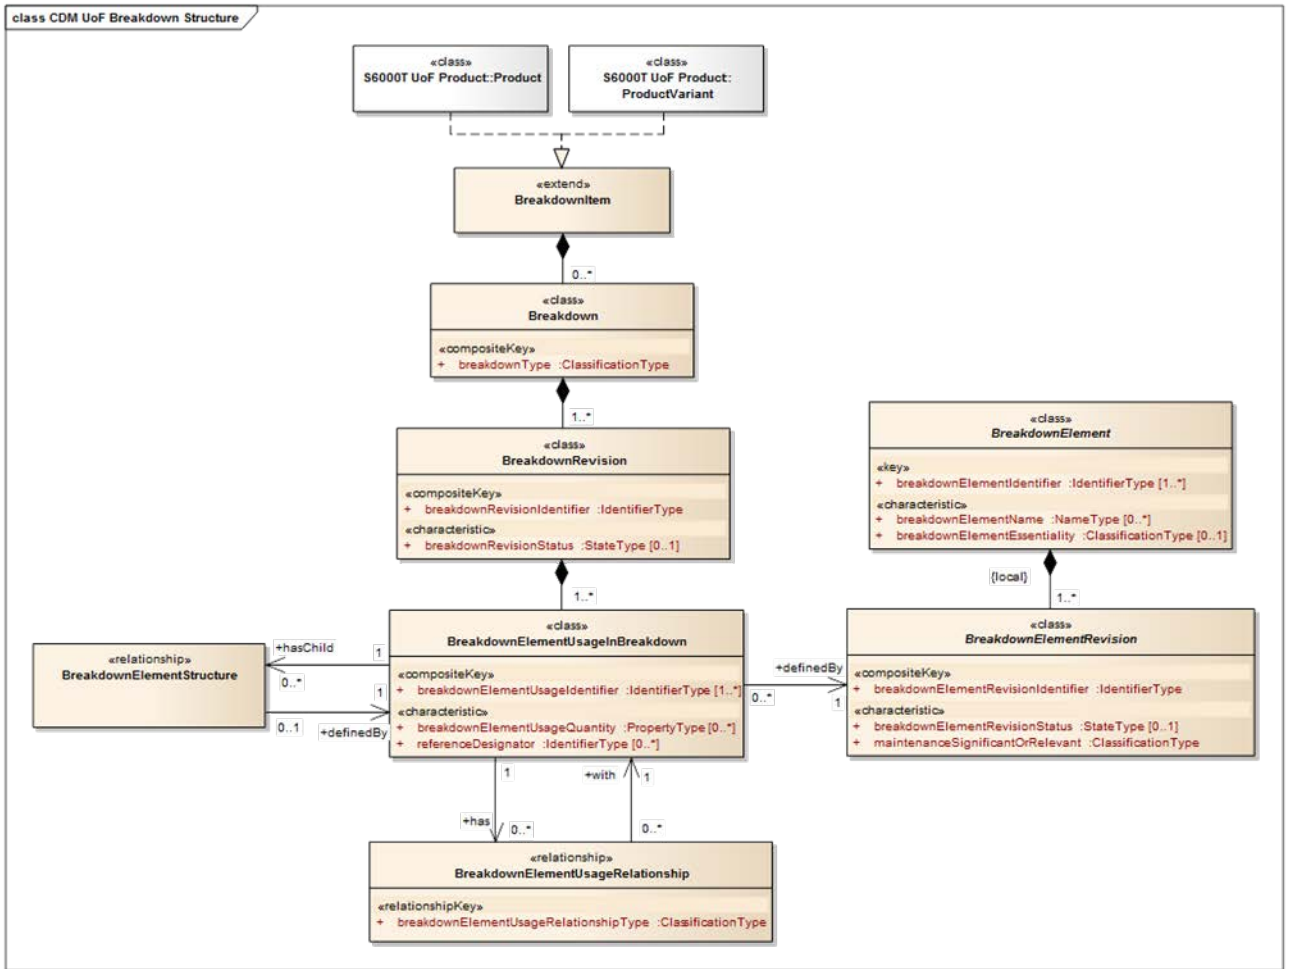 class CDM UoF Breakdown Structure
«class»
S6000T UoF Product::Product
«class»
S6000T UoF Product::
ProductVariant
«extend»
BreakdownItem
0..*
«class»
Breakdown
«compositeKey»
+ breakdownType :ClassificationType
1..*
«class»
BreakdownRevision
«compositeKey»
+ breakdownRevisionIdentifier :IdentifierType
«characteristic»
+ breakdownRevisionStatus :StateType [0..1]
1..*
«class»
BreakdownElement
«key»
+ breakdownElementIdentifier :IdentifierType [1..*]
«characteristic»
+ breakdownElementName :NameType [0..*]
+ breakdownElementEssentiality :ClassificationType [0..1]
{local}
1..*
«relationship»
BreakdownElementStructure
+hasChild
1
0..*
1
0..1
+definedBy
«class»
BreakdownElementUsageInBreakdown
«compositeKey»
+ breakdownElementUsageIdentifier :IdentifierType [1..*]
«characteristic»
+ breakdownElementUsageQuantity :PropertyType [0..*]
+ referenceDesignator :IdentifierType [0..*]
+definedBy
0..*
1
«class»
BreakdownElementRevision
«compositeKey»
+ breakdownElementRevisionIdentifier :IdentifierType
«characteristic»
+ breakdownElementRevisionStatus :StateType [0..1]
+ maintenanceSignificantOrRelevant :ClassificationType
1
+with
1
+has
0..*
0..*
«relationship»
BreakdownElementUsageRelationship
«relationshipKey»
+ breakdownElementUsageRelationshipType :ClassificationType